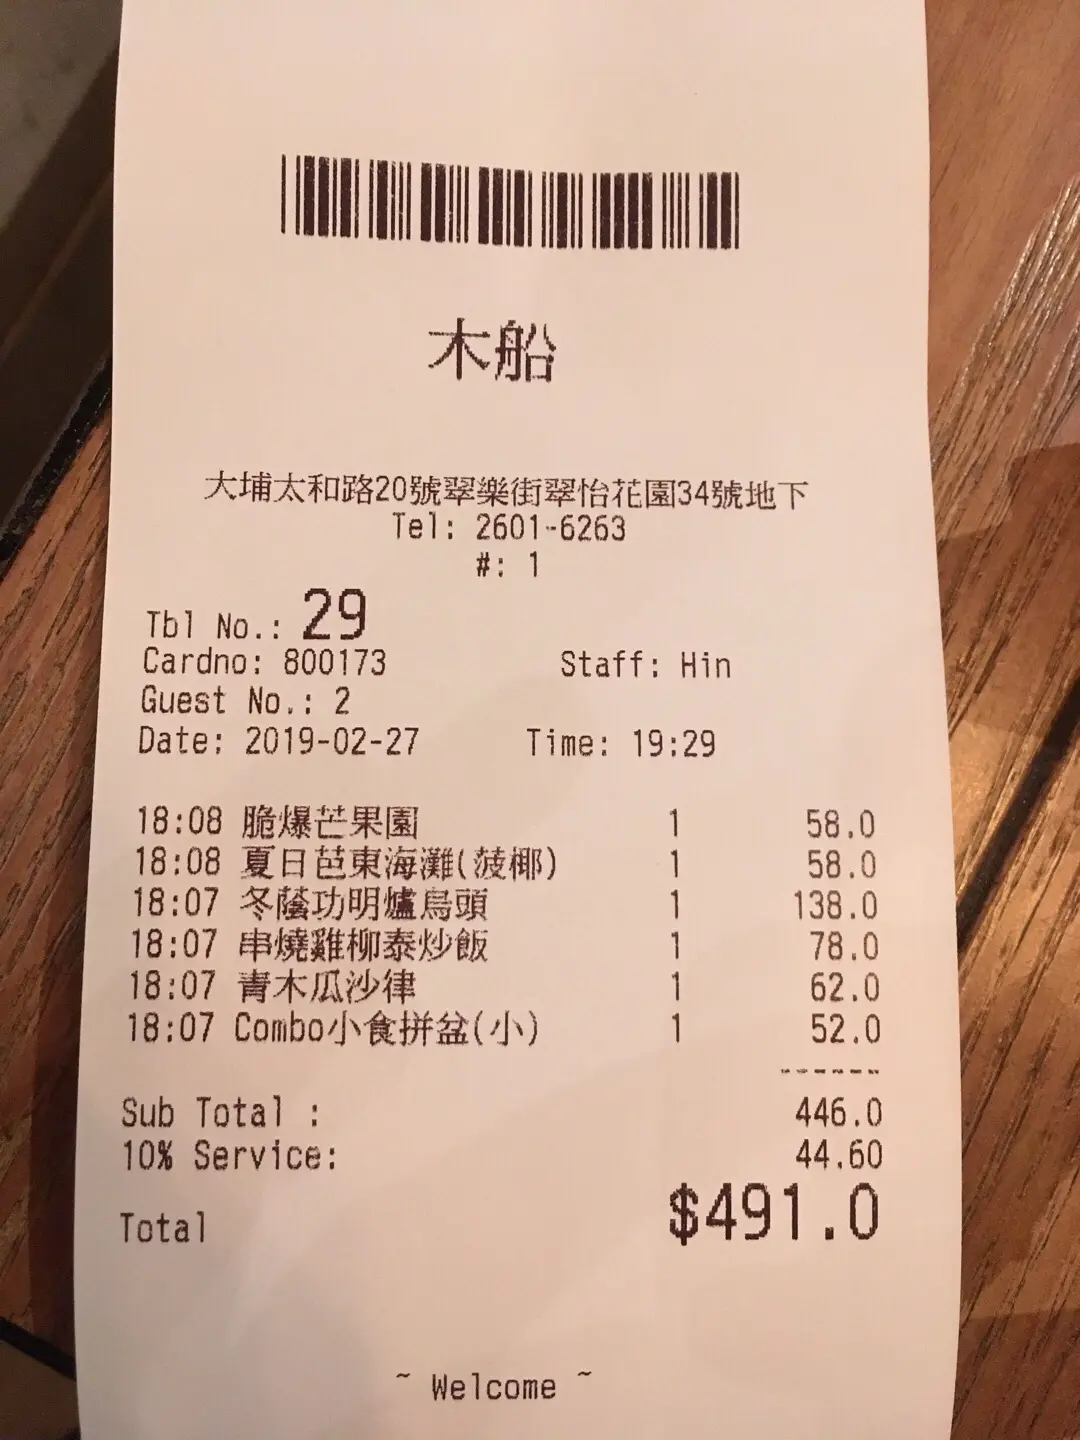 木船
大埔太和路20號翠樂街翠怡花園34號地下
Tel: 2601-6263
#: 1
Tbl No.: 29
Cardno: 800173 Staff: Hin
Guest No.: 2
Date: 2019-02-27 Time: 19:29
18:08 脆爆芒果園 1 58.0
18:08 夏日芭東海灘(菠椰) 1 58.0
18:07 冬蔭功明爐烏頭 1 138.0
18:07 串燒雞柳泰炒飯 1 78.0
18:07 青木瓜沙律 1 62.0
18:07 Combo小食拼盆(小) 1 52.0
-------
Sub Total : 446.0
10% Service: 44.60
Total $491.0
~ Welcome ~